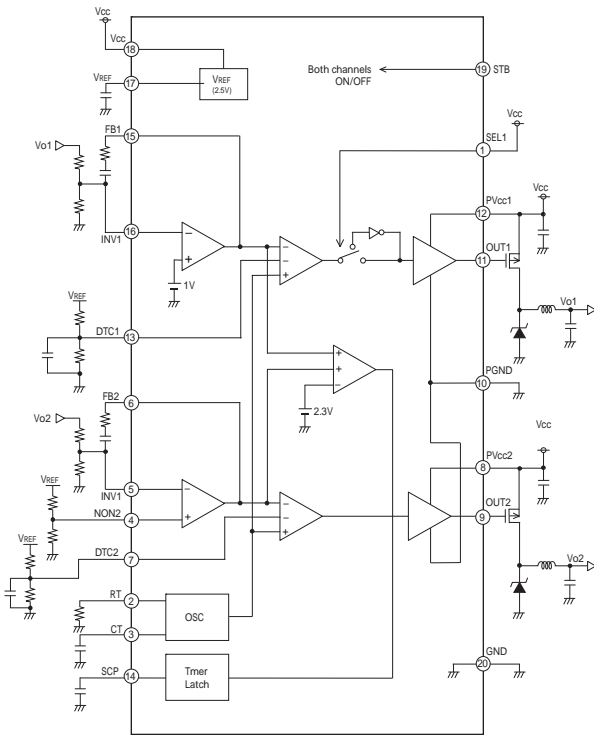 Vcc
Vcc
18
VREF
17
VREF
(2.5V)
Both channels
ON/OFF
19
STB
Vcc
SEL1
1
FB1
15
Vo1
16
INV1
1V
Vcc
PVcc1
12
OUT1
11
Vo1
VREF
DTC1
13
PGND
10
FB2
6
2.3V
Vo2
Vcc
PVcc2
8
5
INV1
VREF
NON2
4
OUT2
9
VREF
DTC2
7
Vo2
RT
2
OSC
CT
3
GND
20
SCP
14
Tmer
Latch